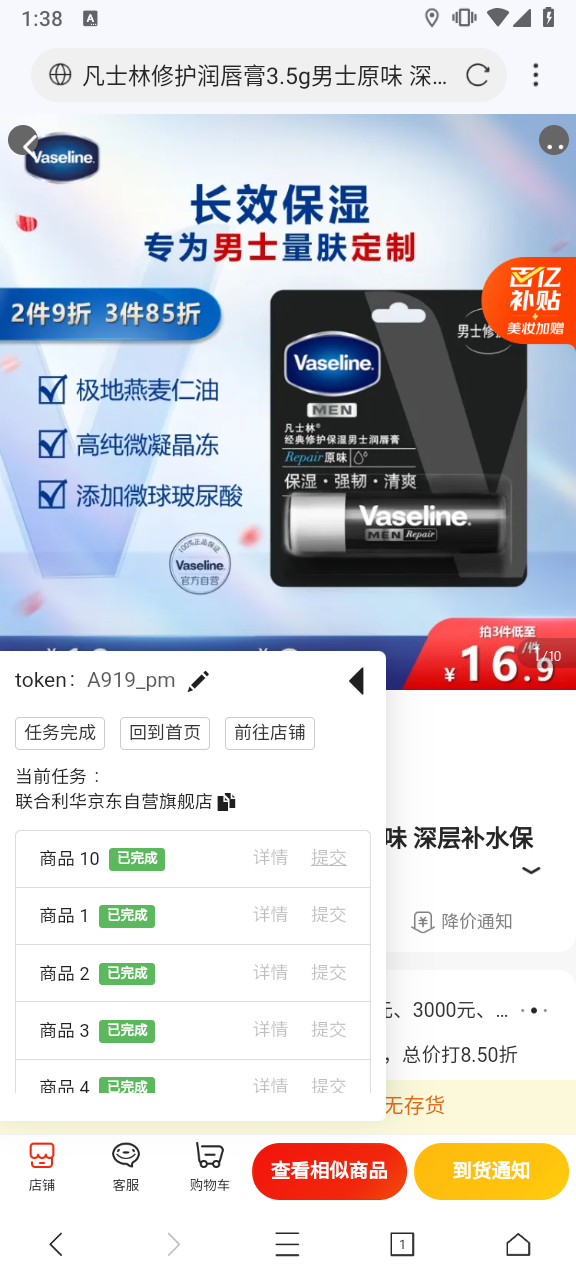 1:38
A
凡士林修护润唇膏3.5g男士原味 深...
Vaseline.
长效保湿
专为男士量肤定制
百亿
补贴
美妆加赠
2件9折 3件85折
男士修
Vaseline.
MEN
极地燕麦仁油
凡士林®
经典修护保湿男士润唇膏
高纯微凝晶冻
Repair 原味
保湿·强韧·清爽
添加微球玻尿酸
Vaseline.
MEN Repair
100%正品保证
Vaseline.
官方自营
拍3件低至
¥16.9
/件
1/10
token: A919_pm
任务完成 回到首页 前往店铺
当前任务：
联合利华京东自营旗舰店
商品 10 已完成 详情 提交
味 深层补水保
商品 1 已完成 详情 提交
降价通知
商品 2 已完成 详情 提交
元、3000元、...
商品 3 已完成 详情 提交
，总价打8.50折
商品 4 已完成 详情 提交
无存货
店铺 客服 购物车 查看相似商品 到货通知
1